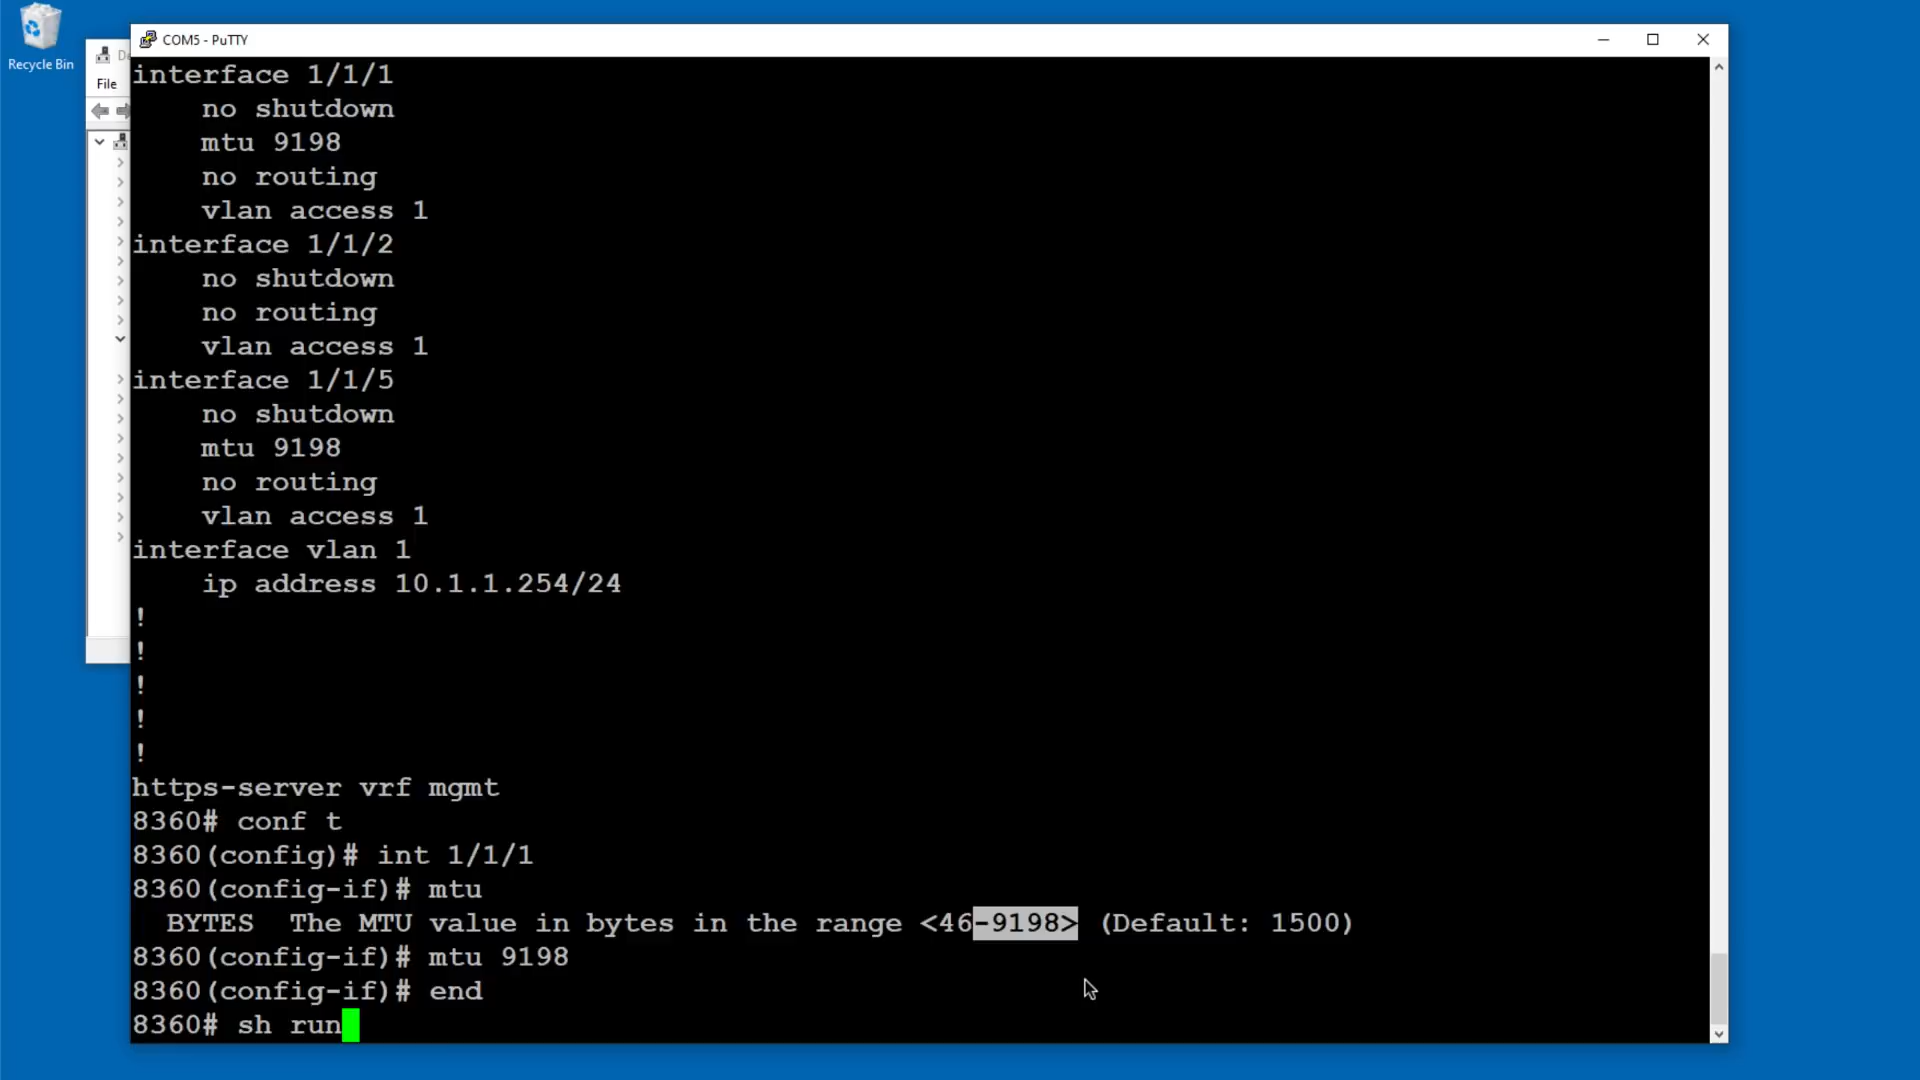 Recycle Bin
File
COM5 - PuTTY
interface 1/1/1
no shutdown
mtu 9198
no routing
vlan access 1
interface 1/1/2
no shutdown
no routing
vlan access 1
interface 1/1/5
no shutdown
mtu 9198
no routing
vlan access 1
interface vlan 1
ip address 10.1.1.254/24
!
!
!
!
!
https-server vrf mgmt
8360# conf t
8360(config)# int 1/1/1
8360(config-if)# mtu
BYTES  The MTU value in bytes in the range <46-9198> (Default: 1500)
8360(config-if)# mtu 9198
8360(config-if)# end
8360# sh run